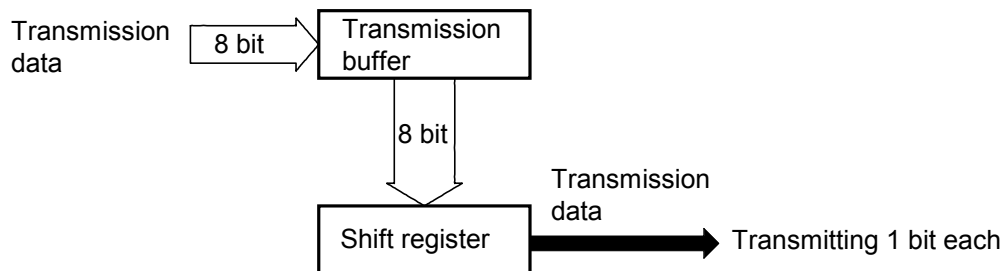 Transmission
data
8 bit
Transmission
buffer
8 bit
Shift register
Transmission
data
Transmitting 1 bit each